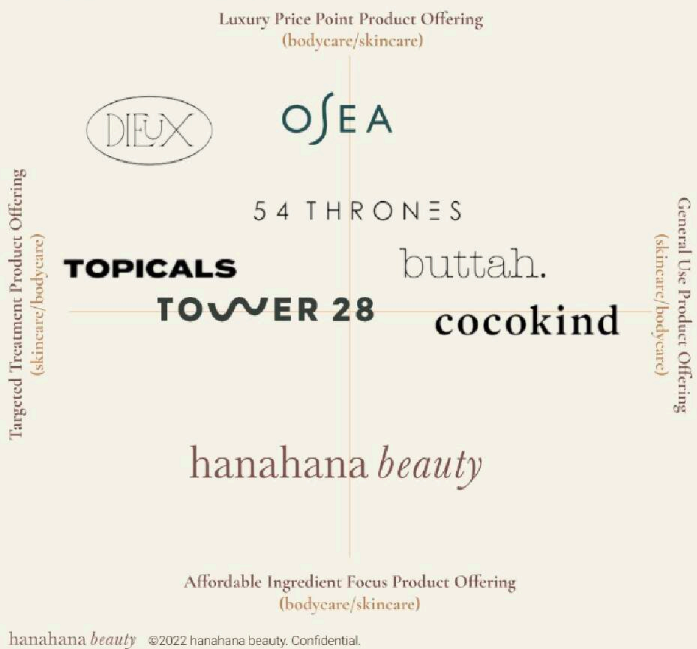 Luxury Price Point Product Offering
(bodycare/skincare)
DIEUX
OSEA
54 THRONES
TOPICALS
buttah.
TOWER 28
cocokind
Targeted Treatment Product Offering
(skincare/bodycare)
General Use Product Offering
(skincare/bodycare)
hanahana beauty
Affordable Ingredient Focus Product Offering
(bodycare/skincare)
hanahana beauty ©2022 hanahana beauty. Confidential.